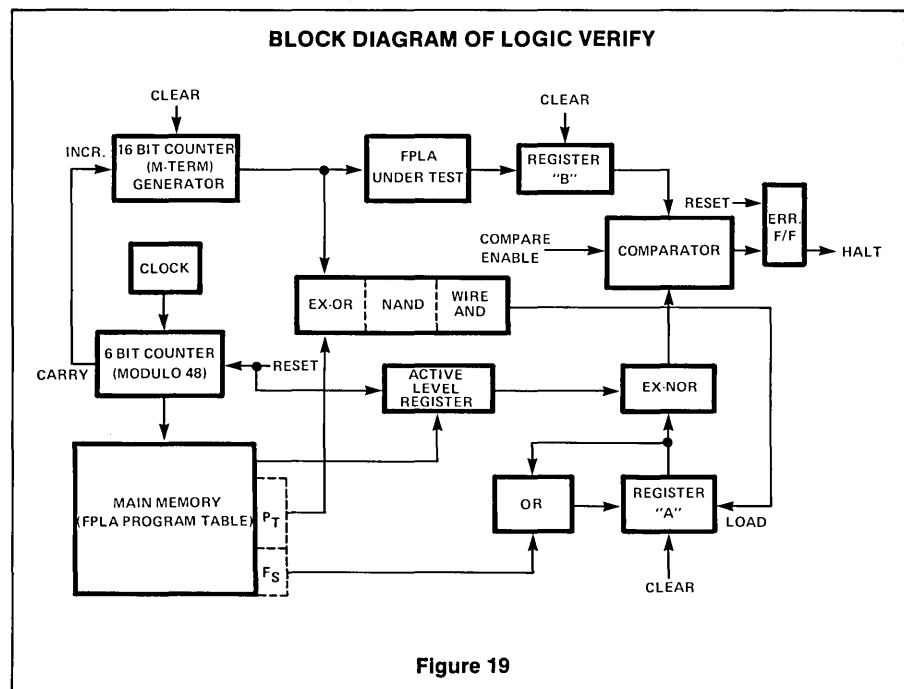 BLOCK DIAGRAM OF LOGIC VERIFY
CLEAR
INCR.
16 BIT COUNTER
(M-TERM)
GENERATOR
FPLA
UNDER TEST
CLEAR
REGISTER
"B"
RESET
ERR.
F/F
HALT
COMPARE
ENABLE
COMPARATOR
CLOCK
EX-OR
NAND
WIRE
AND
6 BIT COUNTER
(MODULO 48)
CARRY
RESET
ACTIVE
LEVEL
REGISTER
EX-NOR
MAIN MEMORY
(FPLA PROGRAM TABLE)
PT
FS
OR
REGISTER
"A"
LOAD
CLEAR
Figure 19